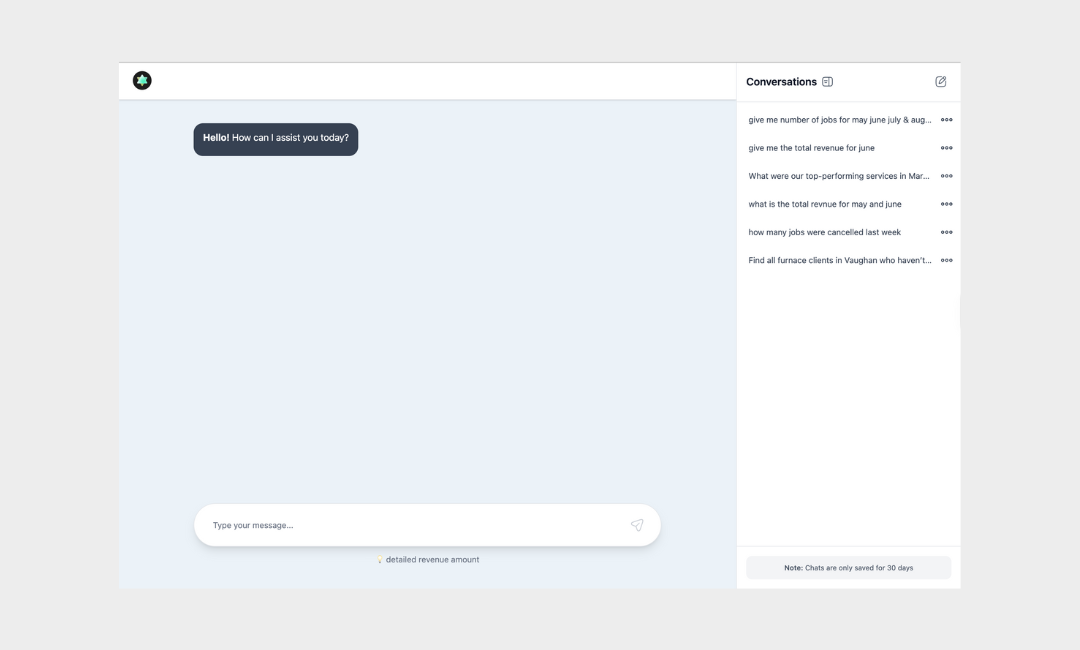 Conversations
Hello! How can I assist you today?
give me number of jobs for may june july & aug...
give me the total revenue for june
What were our top-performing services in Mar...
what is the total revnue for may and june
how many jobs were cancelled last week
Find all furnace clients in Vaughan who haven't...
Type your message...
detailed revenue amount
Note: Chats are only saved for 30 days